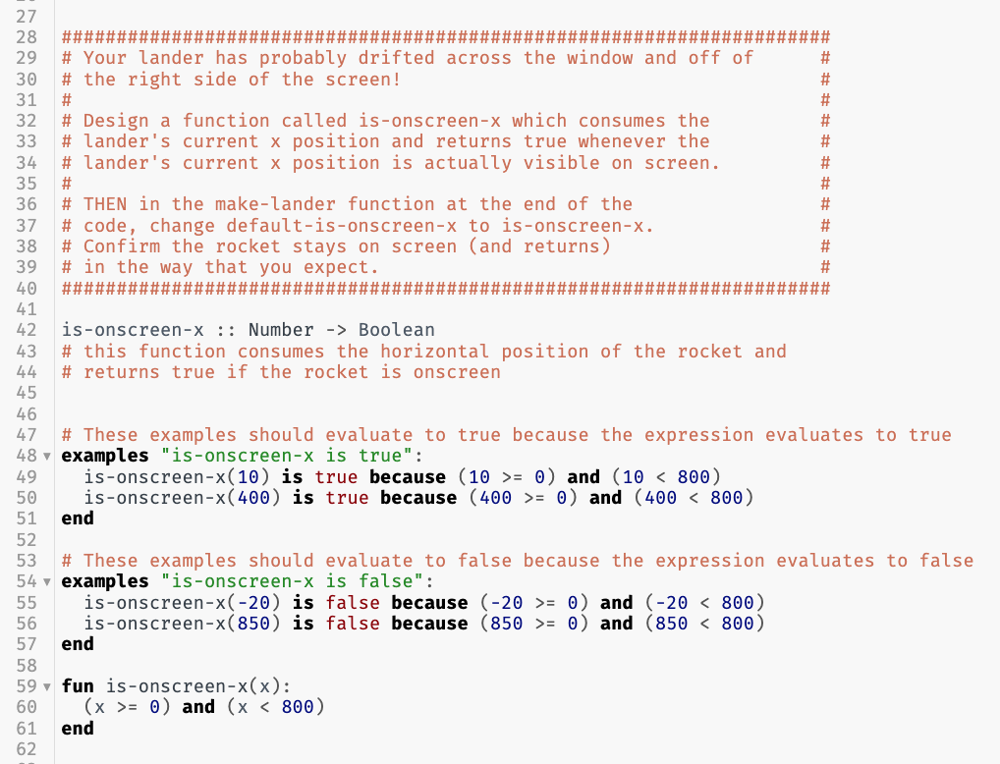 27
28 ######################################################################
29 # Your lander has probably drifted across the window and off of      #
30 # the right side of the screen!                                      #
31 #                                                                    #
32 # Design a function called is-onscreen-x which consumes the          #
33 # lander's current x position and returns true whenever the          #
34 # lander's current x position is actually visible on screen.         #
35 #                                                                    #
36 # THEN in the make-lander function at the end of the                 #
37 # code, change default-is-onscreen-x to is-onscreen-x.               #
38 # Confirm the rocket stays on screen (and returns)                   #
39 # in the way that you expect.                                        #
40 ######################################################################
41
42 is-onscreen-x :: Number -> Boolean
43 # this function consumes the horizontal position of the rocket and
44 # returns true if the rocket is onscreen
45
46
47 # These examples should evaluate to true because the expression evaluates to true
48 examples "is-onscreen-x is true":
49   is-onscreen-x(10) is true because (10 >= 0) and (10 < 800)
50   is-onscreen-x(400) is true because (400 >= 0) and (400 < 800)
51 end
52
53 # These examples should evaluate to false because the expression evaluates to false
54 examples "is-onscreen-x is false":
55   is-onscreen-x(-20) is false because (-20 >= 0) and (-20 < 800)
56   is-onscreen-x(850) is false because (850 >= 0) and (850 < 800)
57 end
58
59 fun is-onscreen-x(x):
60   (x >= 0) and (x < 800)
61 end
62